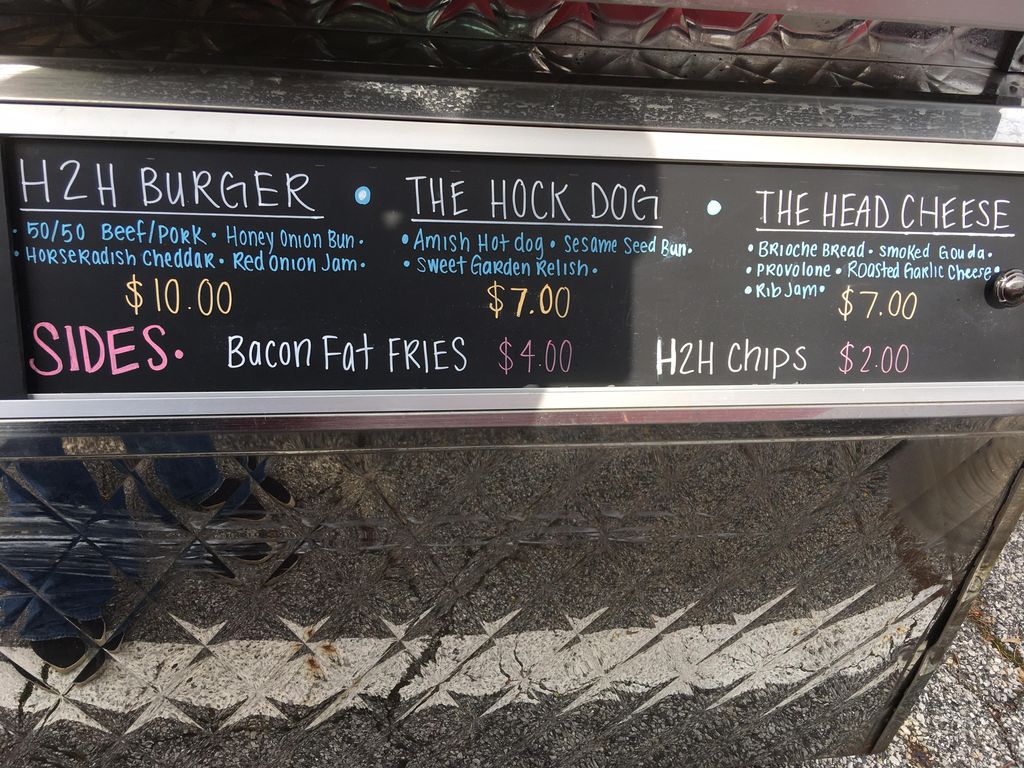 H2H BURGER
· 50/50 Beef/Pork · Honey Onion Bun ·
· Horseradish Cheddar · Red Onion Jam ·
$10.00
THE HOCK DOG
• Amish Hot dog · Sesame Seed Bun.
• Sweet Garden Relish ·
$7.00
THE HEAD CHEESE
• Brioche Bread · Smoked Gouda ·
• Provolone · Roasted Garlic Cheese •
• Rib Jam •
$7.00
SIDES. Bacon Fat FRIES $4.00 H2H Chips $2.00